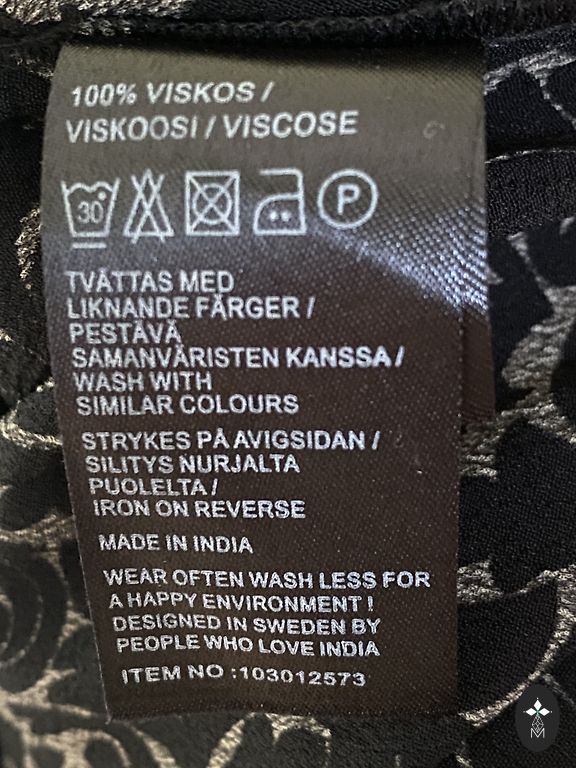 100% VISKOS /
VISKOOSI / VISCOSE
30 P
TVÄTTAS MED
LIKNANDE FÄRGER /
PESTÄVÄ
SAMANVÄRISTEN KANSSA /
WASH WITH
SIMILAR COLOURS
STRYKES PÅ AVIGSIDAN /
SILITYS NURJALTA
PUOLELTA /
IRON ON REVERSE
MADE IN INDIA
WEAR OFTEN WASH LESS FOR
A HAPPY ENVIRONMENT !
DESIGNED IN SWEDEN BY
PEOPLE WHO LOVE INDIA
ITEM NO :103012573
M